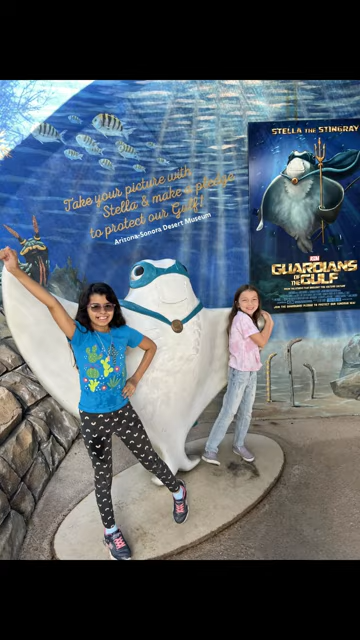 Take your picture with
Stella & make a pledge
to protect our Gulf!
Arizona-Sonora Desert Museum
STELLA THE STINGRAY
ASDM
GUARDIANS
OF THE GULF